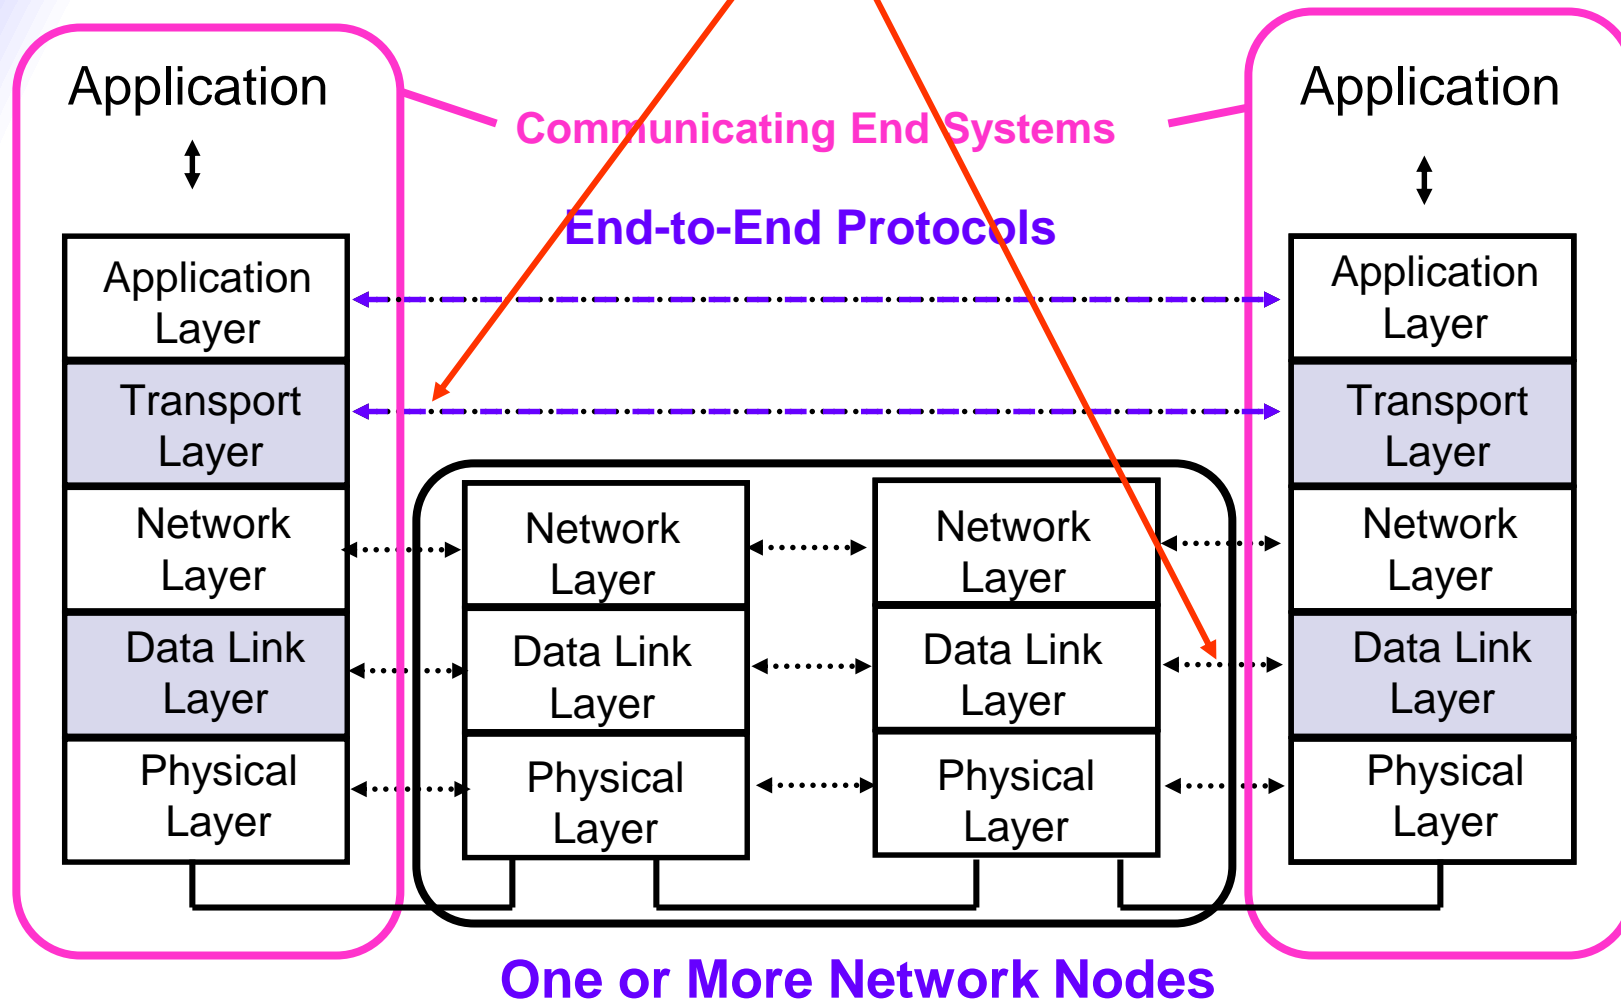 Application
Application
Communicating End Systems
End-to-End Protocols
Application
Layer
Transport
Layer
Network
Layer
Data Link
Layer
Physical
Layer
Network
Layer
Data Link
Layer
Physical
Layer
Network
Layer
Data Link
Layer
Physical
Layer
Application
Layer
Transport
Layer
Network
Layer
Data Link
Layer
Physical
Layer
One or More Network Nodes